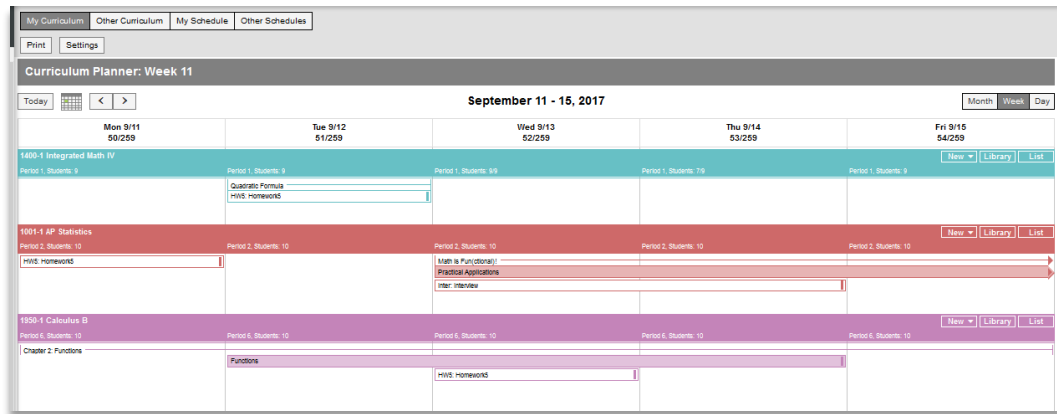 My Curriculum Other Curriculum My Schedule Other Schedules
Print Settings
Curriculum Planner: Week 11
Today < > September 11 - 15, 2017 Month Week Day
Mon 9/11 Tue 9/12 Wed 9/13 Thu 9/14 Fri 9/15
50/259 51/259 52/259 53/259 54/259
1400-1 Integrated Math IV New Library List
Period 1, Students: 9 Period 1, Students: 9 Period 1, Students: 9/9 Period 1, Students: 7/9 Period 1, Students: 9
Quadratic Formula
HW5: Homework5
1001-1 AP Statistics New Library List
Period 2, Students: 10 Period 2, Students: 10 Period 2, Students: 10 Period 2, Students: 10 Period 2, Students: 10
HW5: Homework5 Math is Fun(ctional)!
Practical Applications
Inter: Interview
1950-1 Calculus B New Library List
Period 6, Students: 10 Period 6, Students: 10 Period 6, Students: 10 Period 6, Students: 10 Period 6, Students: 10
Chapter 2: Functions
Functions
HW5: Homework5